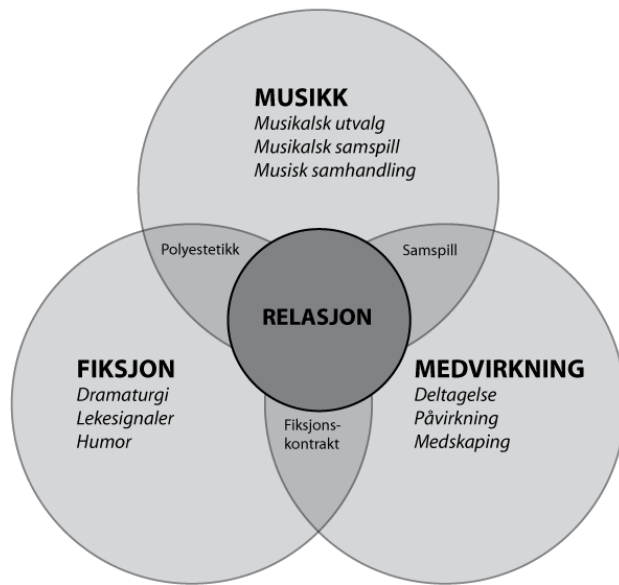 MUSIKK
Musikalsk utvalg
Musikalsk samspill
Musisk samhandling
Polyestetikk
Samspill
RELASJON
FIKSJON
Dramaturgi
Lekesignaler
Humor
MEDVIRKNING
Deltagelse
Påvirkning
Medskaping
Fiksjons-
kontrakt